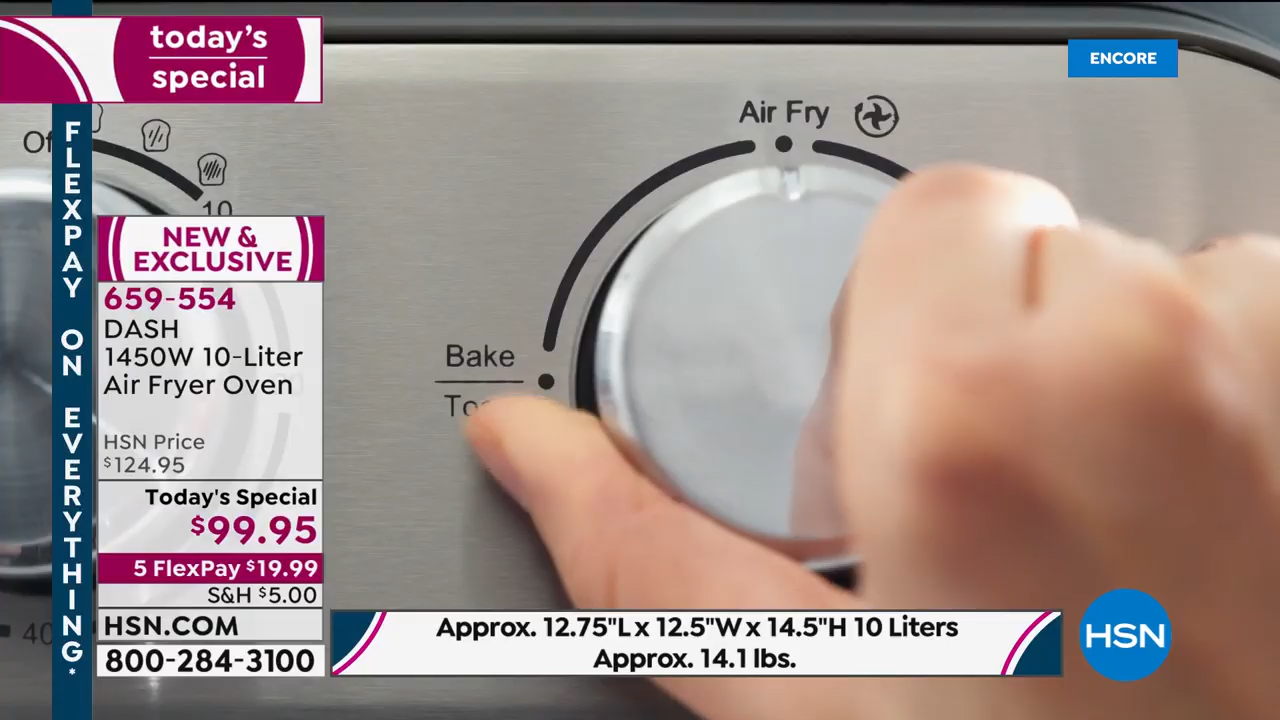 today's
special
ENCORE
FLEXPAY ON EVERYTHING*
Air Fry
10
Bake
40
NEW &
EXCLUSIVE
659-554
DASH
1450W 10-Liter
Air Fryer Oven
HSN Price
$124.95
Today's Special
$99.95
5 FlexPay $19.99
S&H $5.00
HSN.COM
800-284-3100
Approx. 12.75"L x 12.5"W x 14.5"H 10 Liters
Approx. 14.1 lbs.
HSN